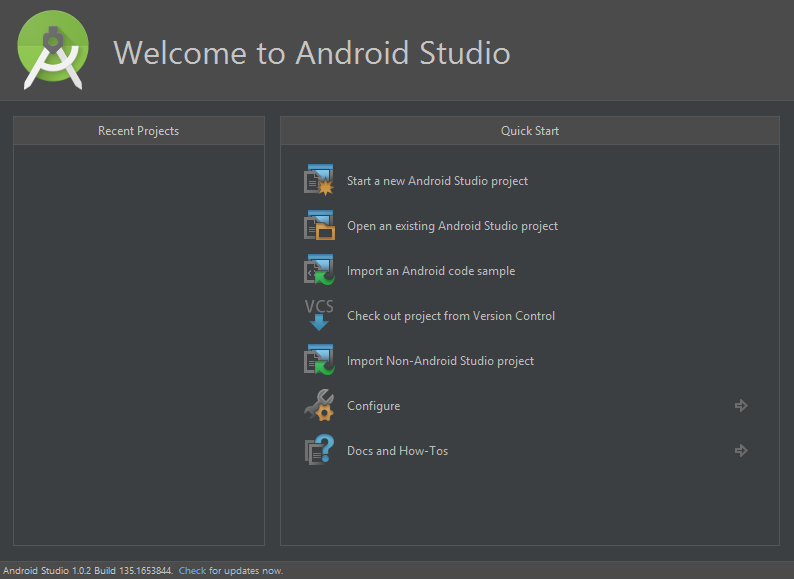 Welcome to Android Studio
Recent Projects
Quick Start
Start a new Android Studio project
Open an existing Android Studio project
Import an Android code sample
VCS
Check out project from Version Control
Import Non-Android Studio project
Configure
Docs and How-Tos
Android Studio 1.0.2 Build 135.1653844. Check for updates now.